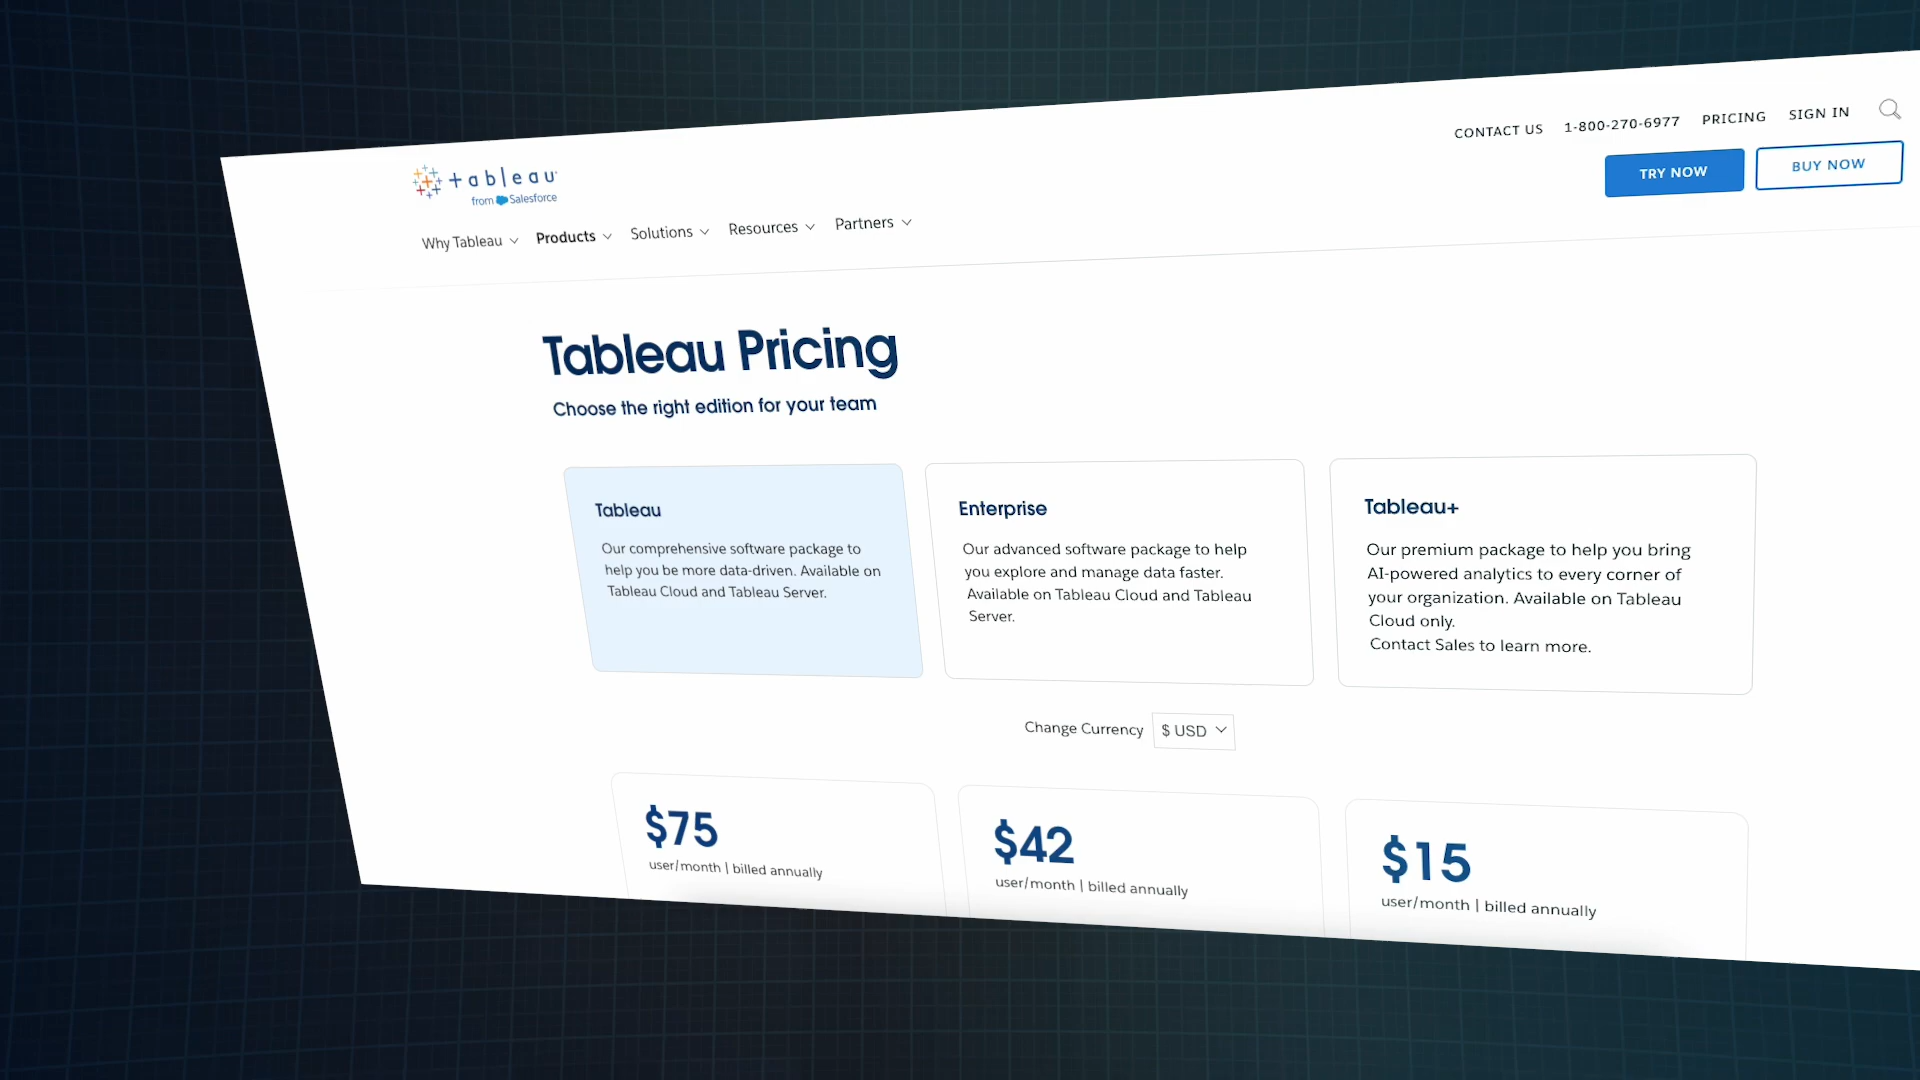 CONTACT US 1-800-270-6977 PRICING SIGN IN
+ a b l e a u
from Salesforce
TRY NOW
BUY NOW
Why Tableau Products Solutions Resources Partners
Tableau Pricing
Choose the right edition for your team
Tableau
Our comprehensive software package to
help you be more data-driven. Available on
Tableau Cloud and Tableau Server.
Enterprise
Our advanced software package to help
you explore and manage data faster.
Available on Tableau Cloud and Tableau
Server.
Tableau+
Our premium package to help you bring
AI-powered analytics to every corner of
your organization. Available on Tableau
Cloud only.
Contact Sales to learn more.
Change Currency $ USD
$75
user/month | billed annually
$42
user/month | billed annually
$15
user/month | billed annually